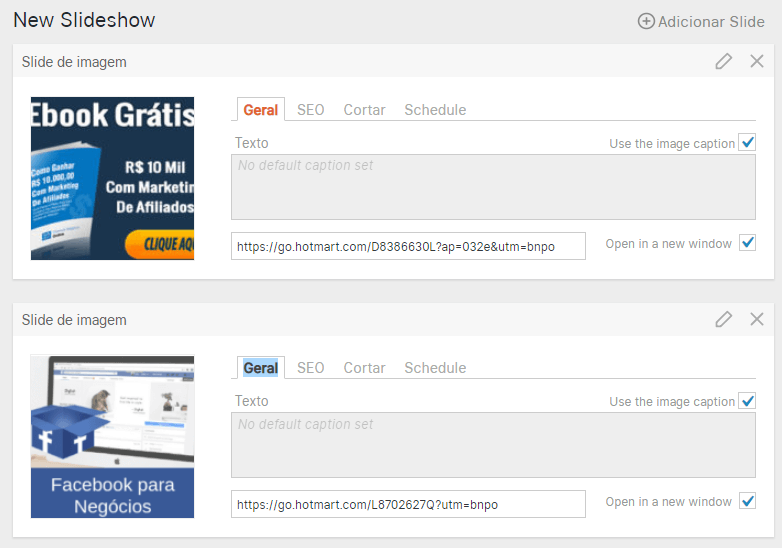 New Slideshow
Adicionar Slide
Slide de imagem
Ebook Grátis
Como Ganhar
R$ 10.000,00
Com Marketing
De Afiliados
R$ 10 Mil
Com Marketin
De Afiliados
CLIQUE AQU
Geral SEO Cortar Schedule
Texto Use the image caption
No default caption set
https://go.hotmart.com/D8386630L?ap=032e&utm=bnpo Open in a new window
Slide de imagem
f f
Facebook para
Negócios
Geral SEO Cortar Schedule
Texto Use the image caption
No default caption set
https://go.hotmart.com/L8702627Q?utm=bnpo Open in a new window